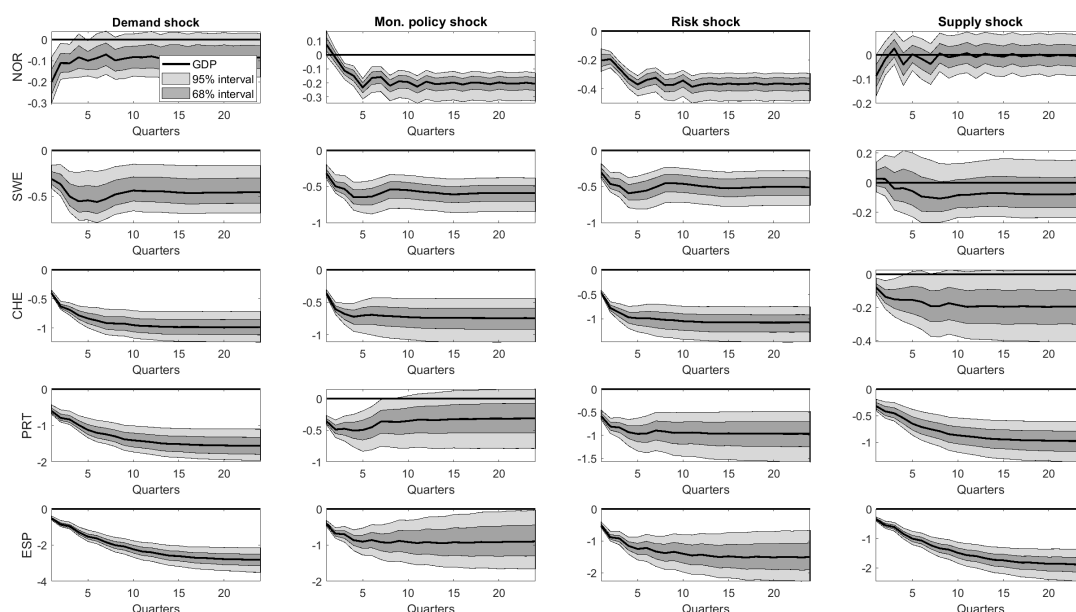 Demand shock Mon. policy shock Risk shock Supply shock
NOR
0
-0.1
-0.2
-0.3
GDP
95% interval
68% interval
5 10 15 20
Quarters
0.1
0
-0.1
-0.2
-0.3
5 10 15 20
Quarters
0
-0.2
-0.4
5 10 15 20
Quarters
0
-0.1
-0.2
5 10 15 20
Quarters
SWE
0
-0.5
5 10 15 20
Quarters
0
-0.5
-1
5 10 15 20
Quarters
0
-0.5
-1
5 10 15 20
Quarters
0.2
0
-0.2
5 10 15 20
Quarters
CHE
0
-0.5
-1
5 10 15 20
Quarters
0
-0.5
-1
5 10 15 20
Quarters
0
-0.5
-1
5 10 15 20
Quarters
0
-0.2
-0.4
5 10 15 20
Quarters
PRT
0
-1
-2
5 10 15 20
Quarters
0
-0.5
-1
5 10 15 20
Quarters
0
-0.5
-1
-1.5
5 10 15 20
Quarters
0
-0.5
-1
5 10 15 20
Quarters
ESP
0
-2
-4
5 10 15 20
Quarters
0
-1
-2
5 10 15 20
Quarters
0
-1
-2
5 10 15 20
Quarters
0
-1
-2
5 10 15 20
Quarters